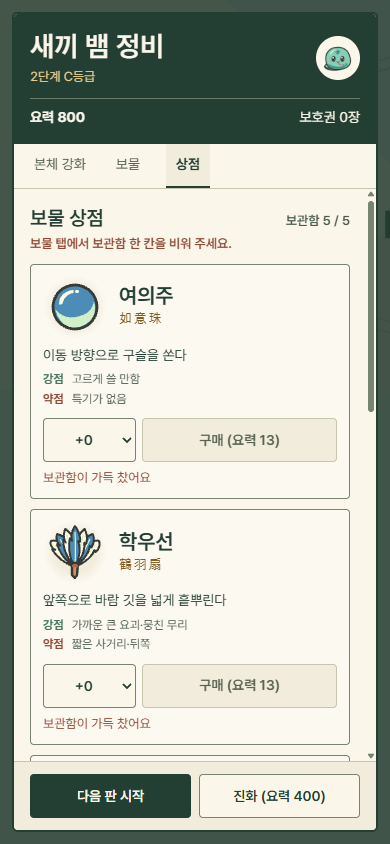 새끼 뱀 정비
2단계 C등급
요력 800
보호권 0장
본체 강화
보물
상점
보물 상점
보관함 5 / 5
보물 탭에서 보관함 한 칸을 비워 주세요.
여의주
如意珠
이동 방향으로 구슬을 쏜다
강점 고르게 쓸 만함
약점 특기가 없음
+0
구매 (요력 13)
보관함이 가득 찼어요
학우선
鶴羽扇
앞쪽으로 바람 깃을 넓게 흩뿌린다
강점 가까운 큰 요괴·뭉친 무리
약점 짧은 사거리·뒤쪽
+0
구매 (요력 13)
보관함이 가득 찼어요
다음 판 시작
진화 (요력 400)